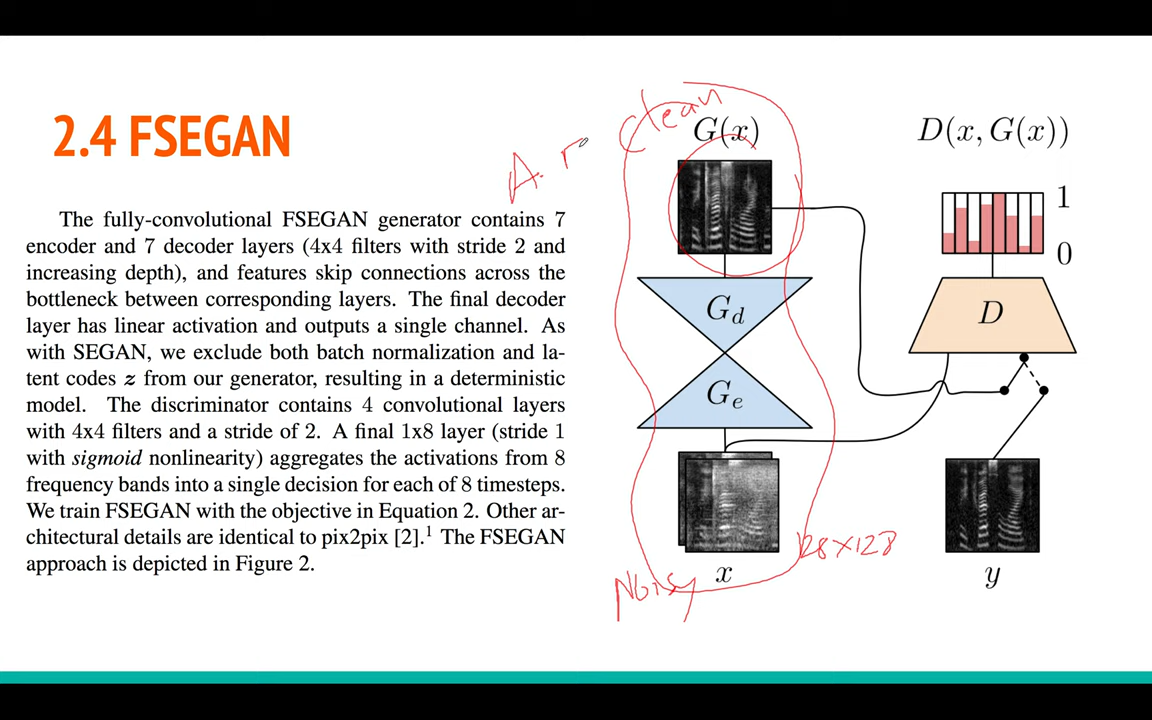 2.4 FSEGAN
The fully-convolutional FSEGAN generator contains 7
encoder and 7 decoder layers (4x4 filters with stride 2 and
increasing depth), and features skip connections across the
bottleneck between corresponding layers. The final decoder
layer has linear activation and outputs a single channel. As
with SEGAN, we exclude both batch normalization and la-
tent codes z from our generator, resulting in a deterministic
model. The discriminator contains 4 convolutional layers
with 4x4 filters and a stride of 2. A final 1x8 layer (stride 1
with sigmoid nonlinearity) aggregates the activations from 8
frequency bands into a single decision for each of 8 timesteps.
We train FSEGAN with the objective in Equation 2. Other ar-
chitectural details are identical to pix2pix [2].¹ The FSEGAN
approach is depicted in Figure 2.
A. r
clean
G(x)
G_d
G_e
x
Noisy
128×128
D(x, G(x))
1
0
D
y